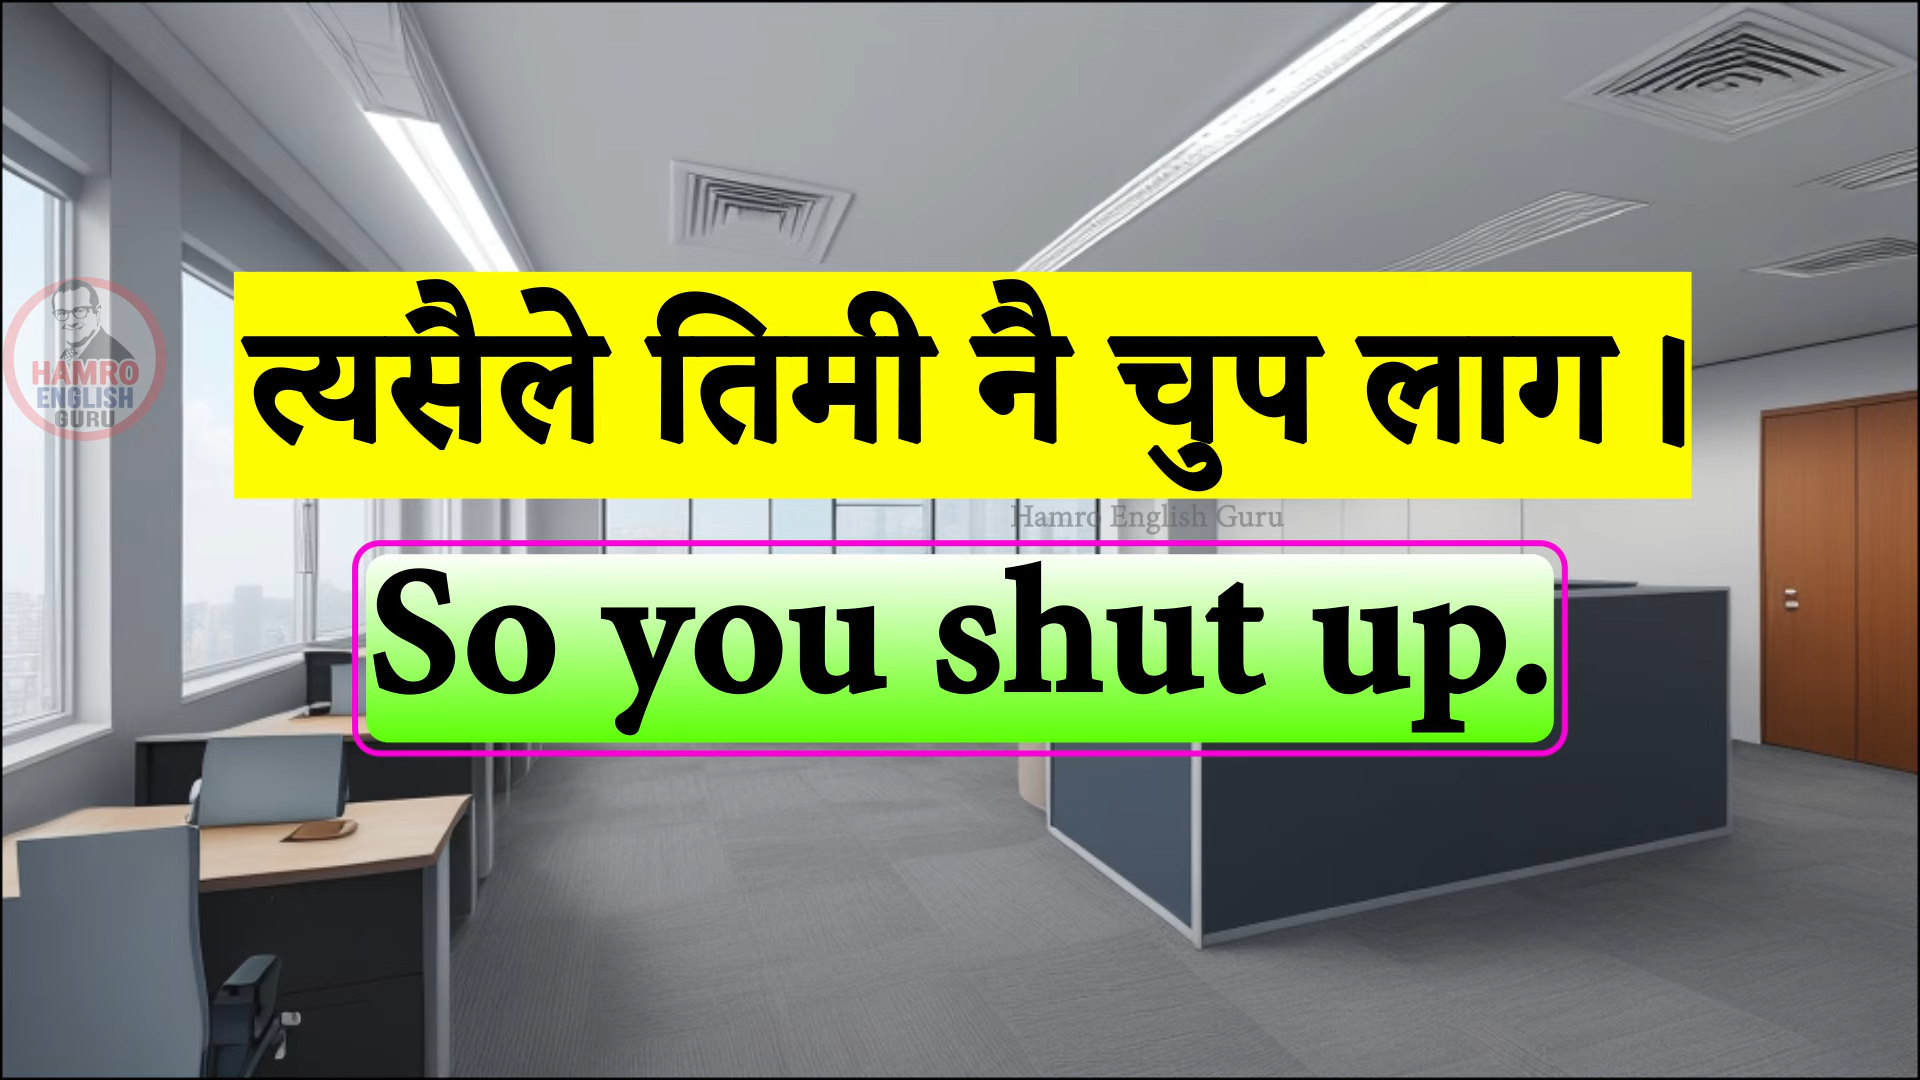 त्यसैले तिमी नै चुप लाग ।
HAMRO
ENGLISH
GURU
Hamro English Guru
So you shut up.